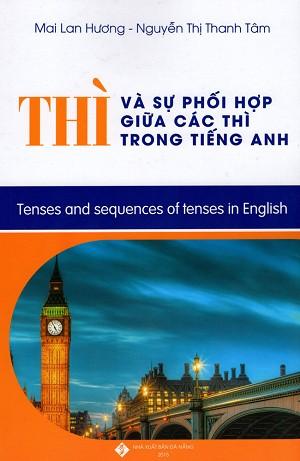 Mai Lan Hương - Nguyễn Thị Thanh Tâm
THÌ
VÀ SỰ PHỐI HỢP
GIỮA CÁC THÌ
TRONG TIẾNG ANH
Tenses and sequences of tenses in English
NHÀ XUẤT BẢN ĐÀ NẴNG
2015